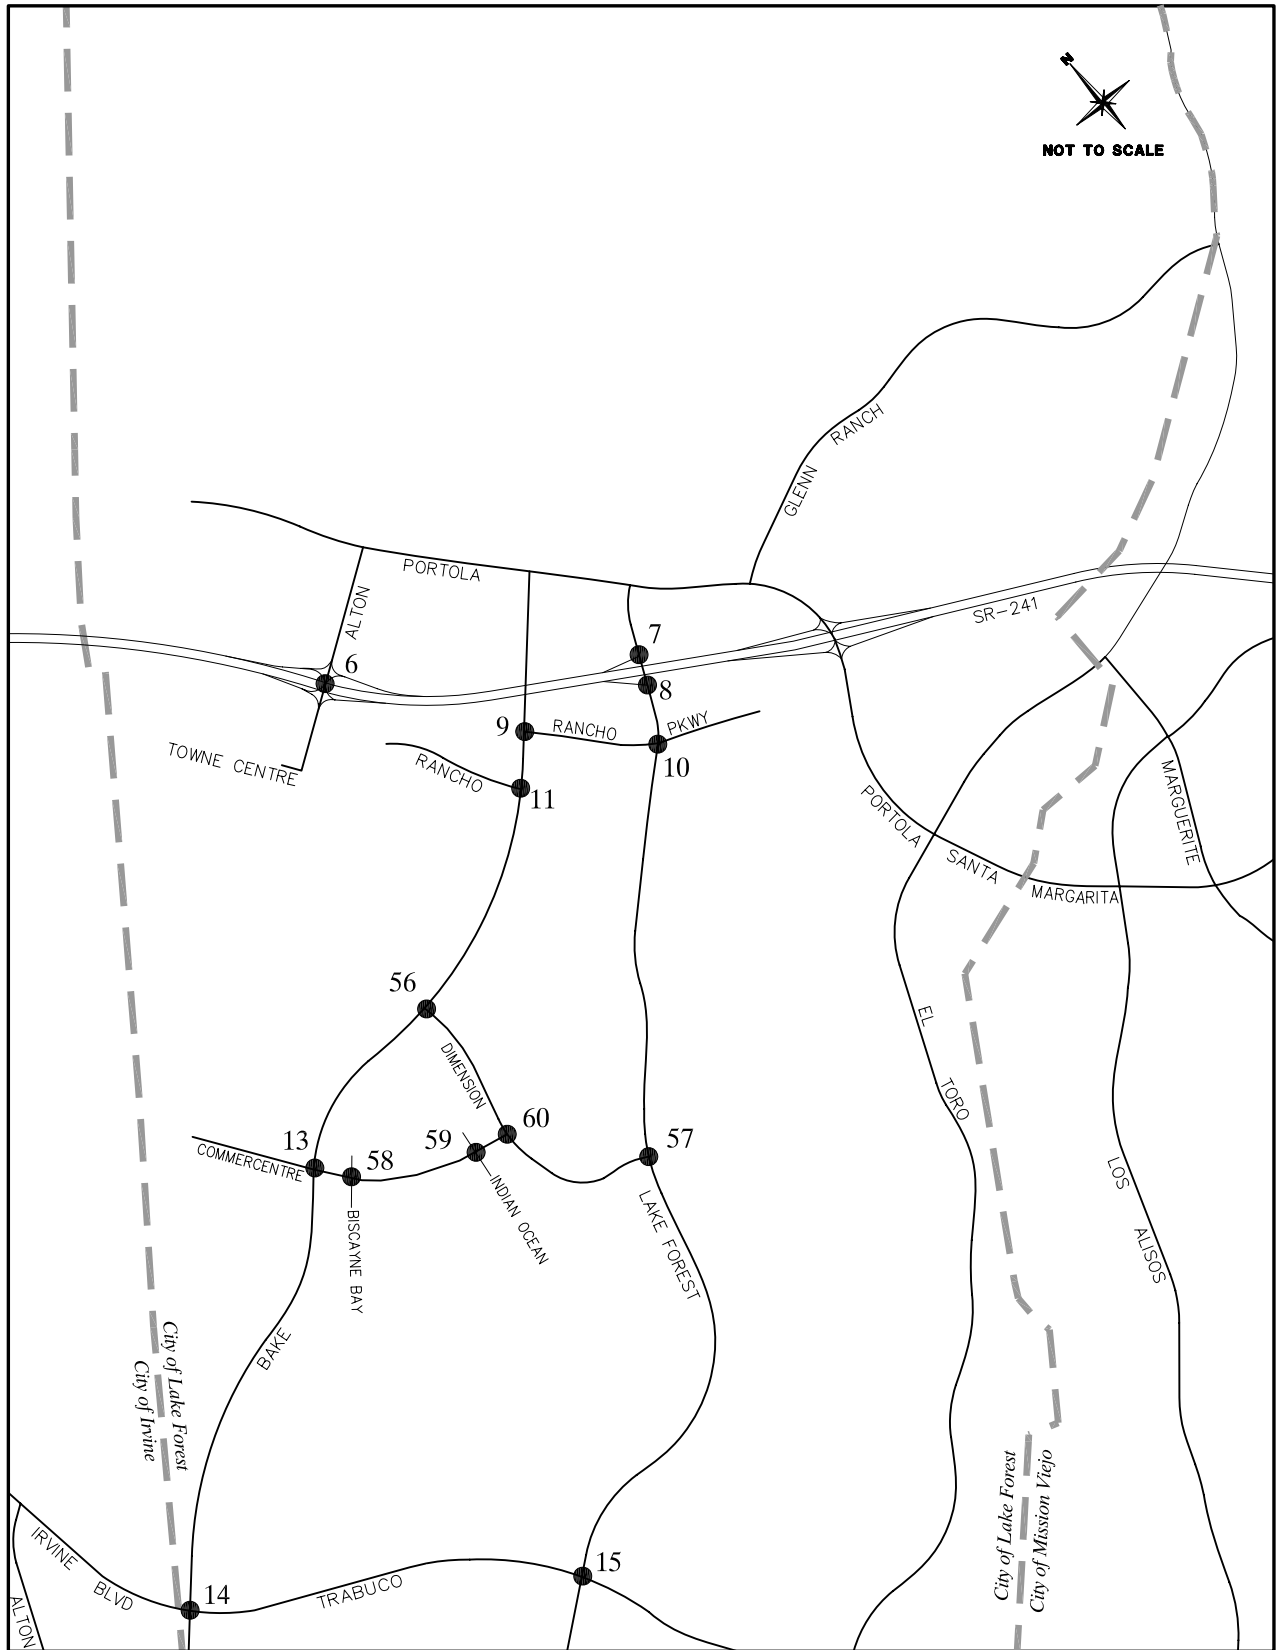 N
NOT TO SCALE
GLENN RANCH
PORTOLA
ALTON
SR-241
6
7
8
9
RANCHO PKWY
10
TOWNE CENTRE
RANCHO
11
MARGUERITE
PORTOLA
SANTA MARGARITA
56
EL TORO
DIMENSION
60
59
57
13
58
COMMERCENTRE
INDIAN OCEAN
BISCAYNE BAY
LAKE FOREST
LOS ALISOS
BAKE
City of Lake Forest
City of Irvine
City of Lake Forest
City of Mission Viejo
IRVINE BLVD
14
TRABUCO
15
ALTON